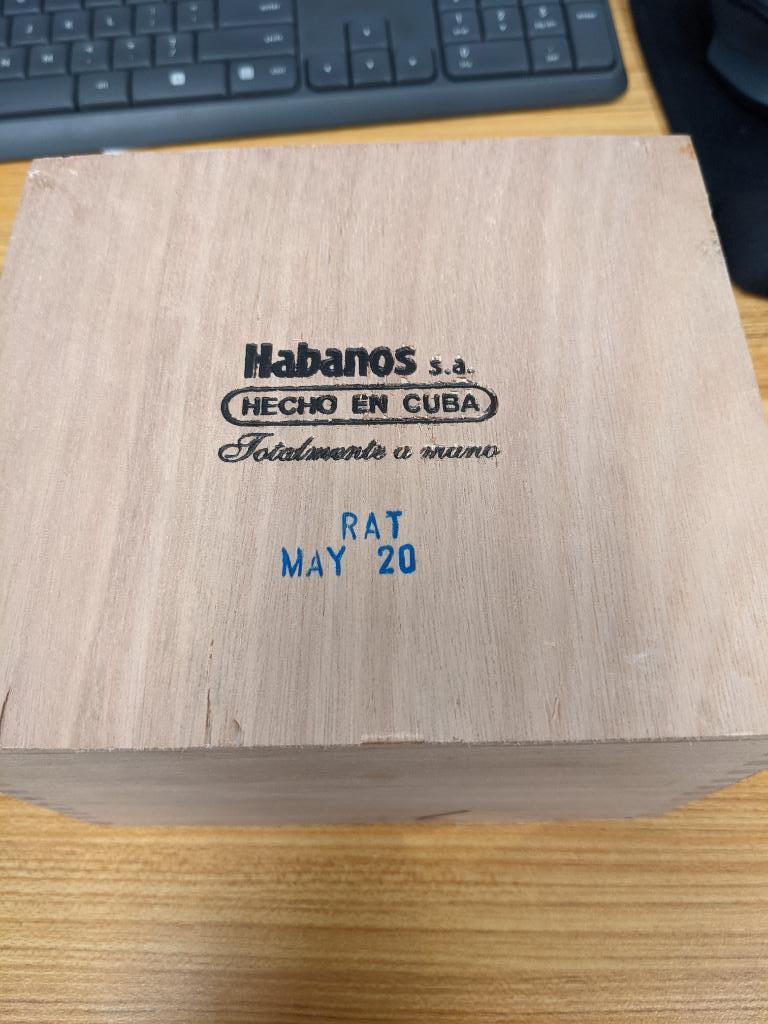 Habanos s.a.
HECHO EN CUBA
Totalmente a mano
RAT
MAY 20